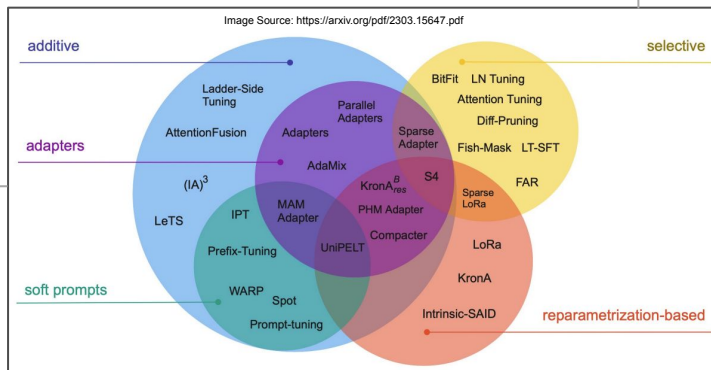 Image Source: https://arxiv.org/pdf/2303.15647.pdf
additive
selective
BitFit LN Tuning
Ladder-Side
Tuning
Attention Tuning
Parallel
Adapters
Diff-Pruning
AttentionFusion
Adapters
Sparse
Adapter
Fish-Mask LT-SFT
adapters
AdaMix
S4
FAR
(IA)³
KronA^B_res
Sparse
LoRa
LeTS
IPT
MAM
Adapter
PHM Adapter
Compacter
LoRa
Prefix-Tuning
UniPELT
KronA
soft prompts
WARP
Spot
Prompt-tuning
Intrinsic-SAID
reparametrization-based